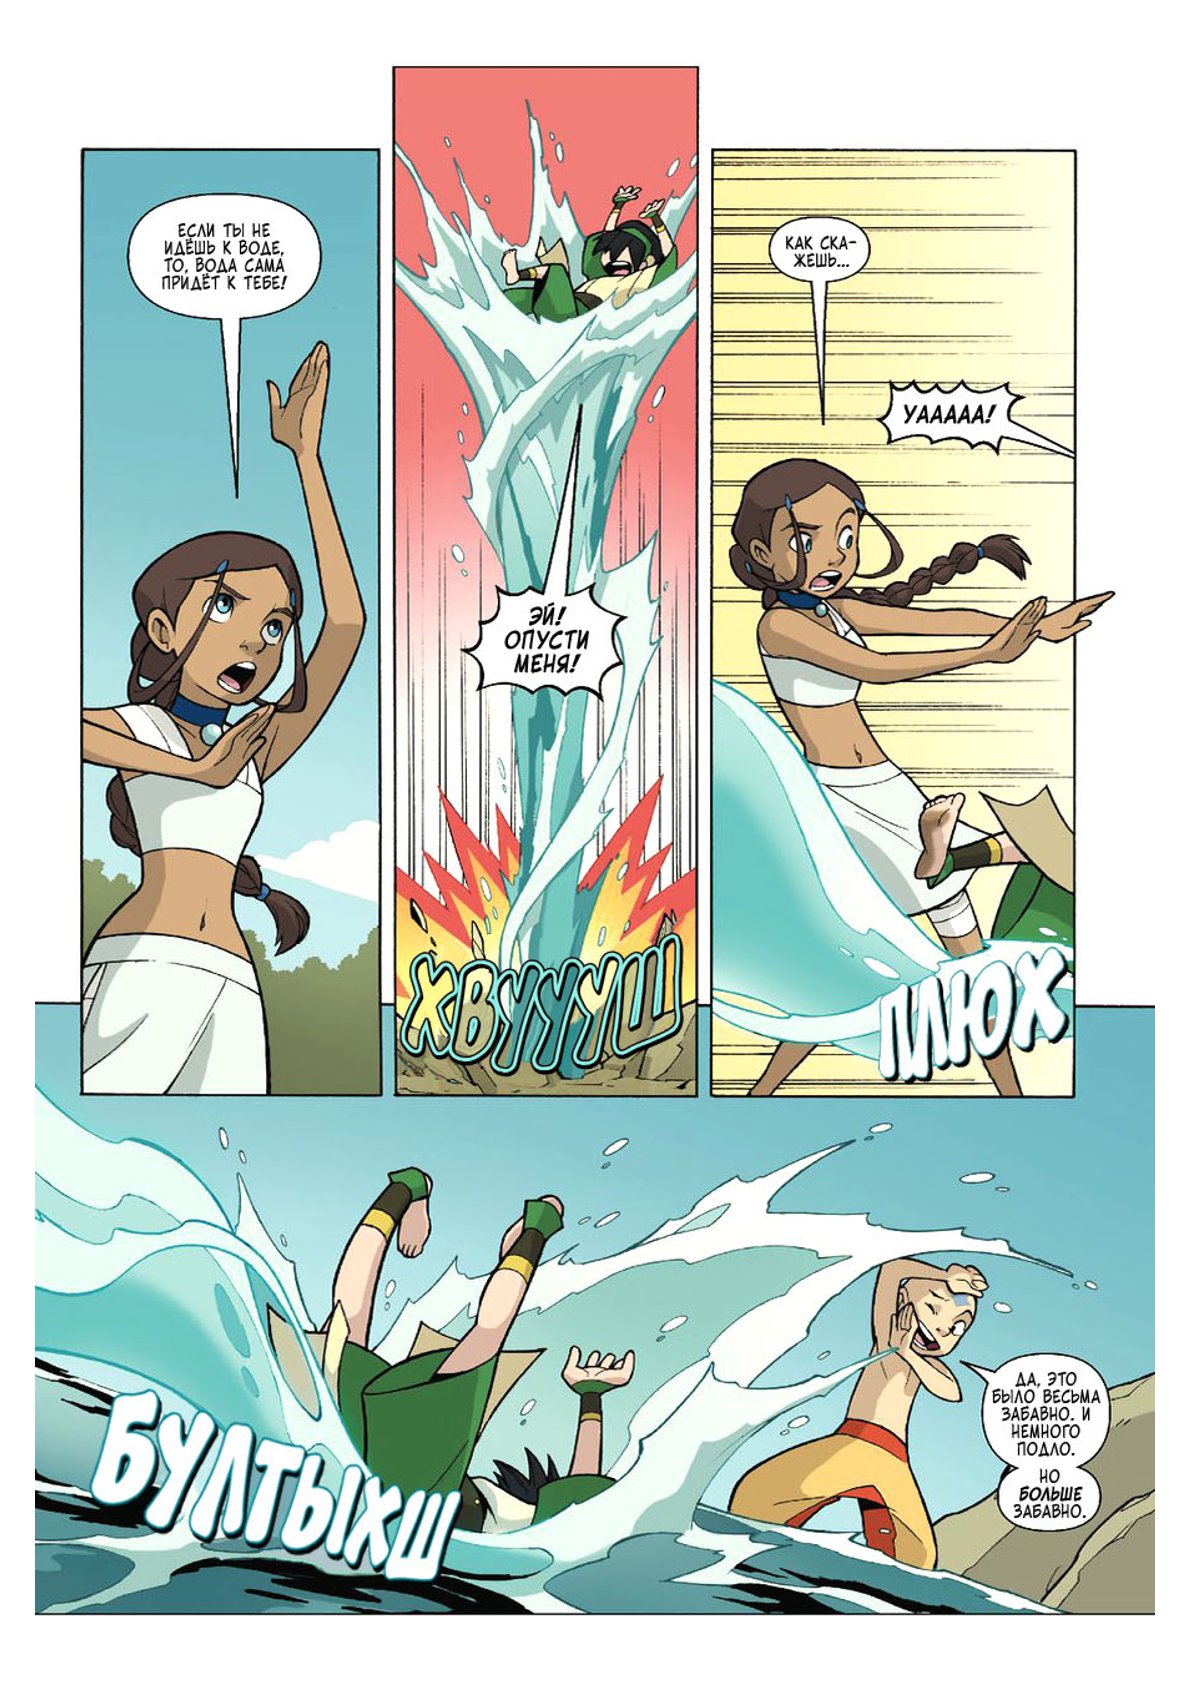 ЕСЛИ ТЫ НЕ
ИДЁШЬ К ВОДЕ,
ТО, ВОДА САМА
ПРИДЁТ К ТЕБЕ!
ЭЙ!
ОПУСТИ
МЕНЯ!
ХВУУУШ
КАК СКА-
ЖЕШЬ...
УААААА!
ПЛЮХ
БУЛТЫХШ
ДА, ЭТО
БЫЛО ВЕСЬМА
ЗАБАВНО. И
НЕМНОГО
ПОДЛО.
НО
БОЛЬШЕ
ЗАБАВНО.